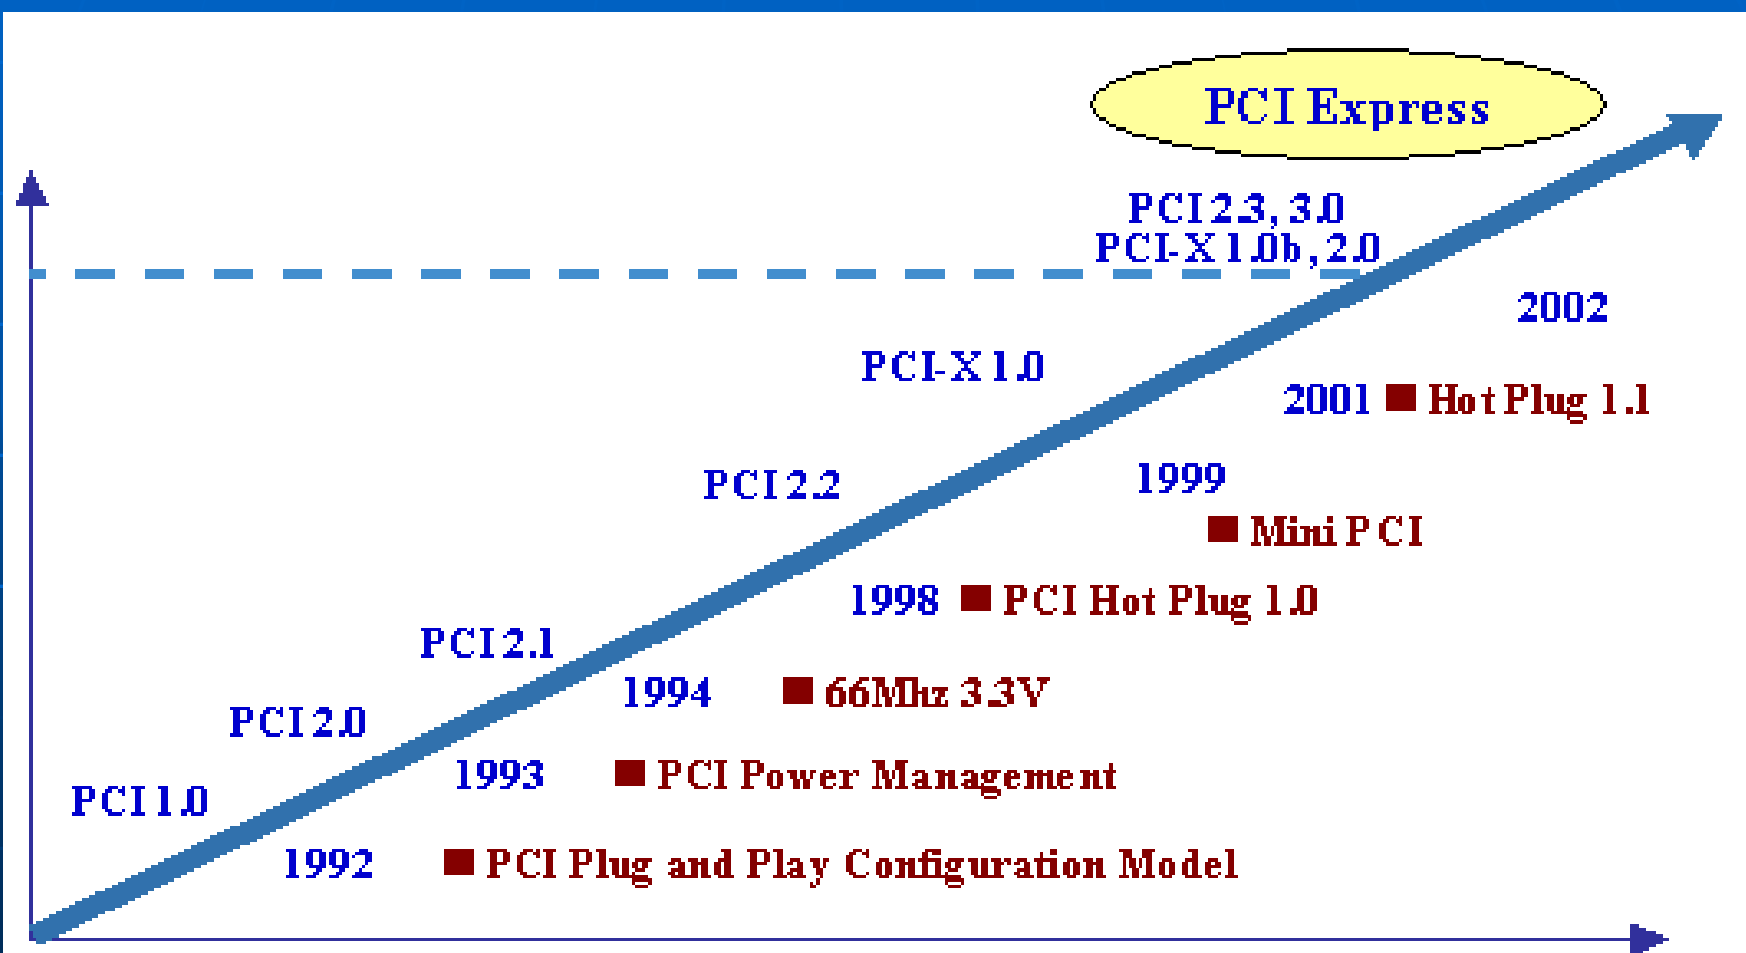 PCI Express
PCI 2.3, 3.0
PCI-X 1.0b, 2.0
2002
PCI-X 1.0
2001 Hot Plug 1.1
PCI 2.2
1999
Mini PCI
1998 PCI Hot Plug 1.0
PCI 2.1
1994 66Mhz 3.3V
PCI 2.0
1993 PCI Power Management
PCI 1.0
1992 PCI Plug and Play Configuration Model